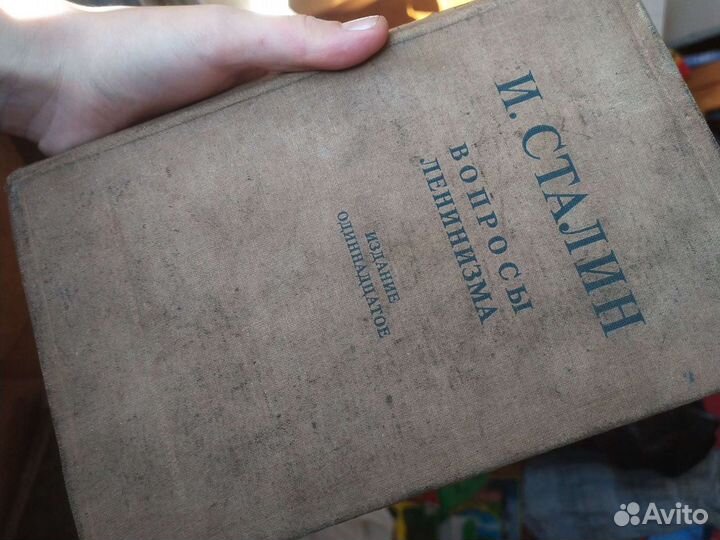 И. СТАЛИН
ВОПРОСЫ
ЛЕНИНИЗМА
ИЗДАНИЕ
ОДИННАДЦАТОЕ
Avito